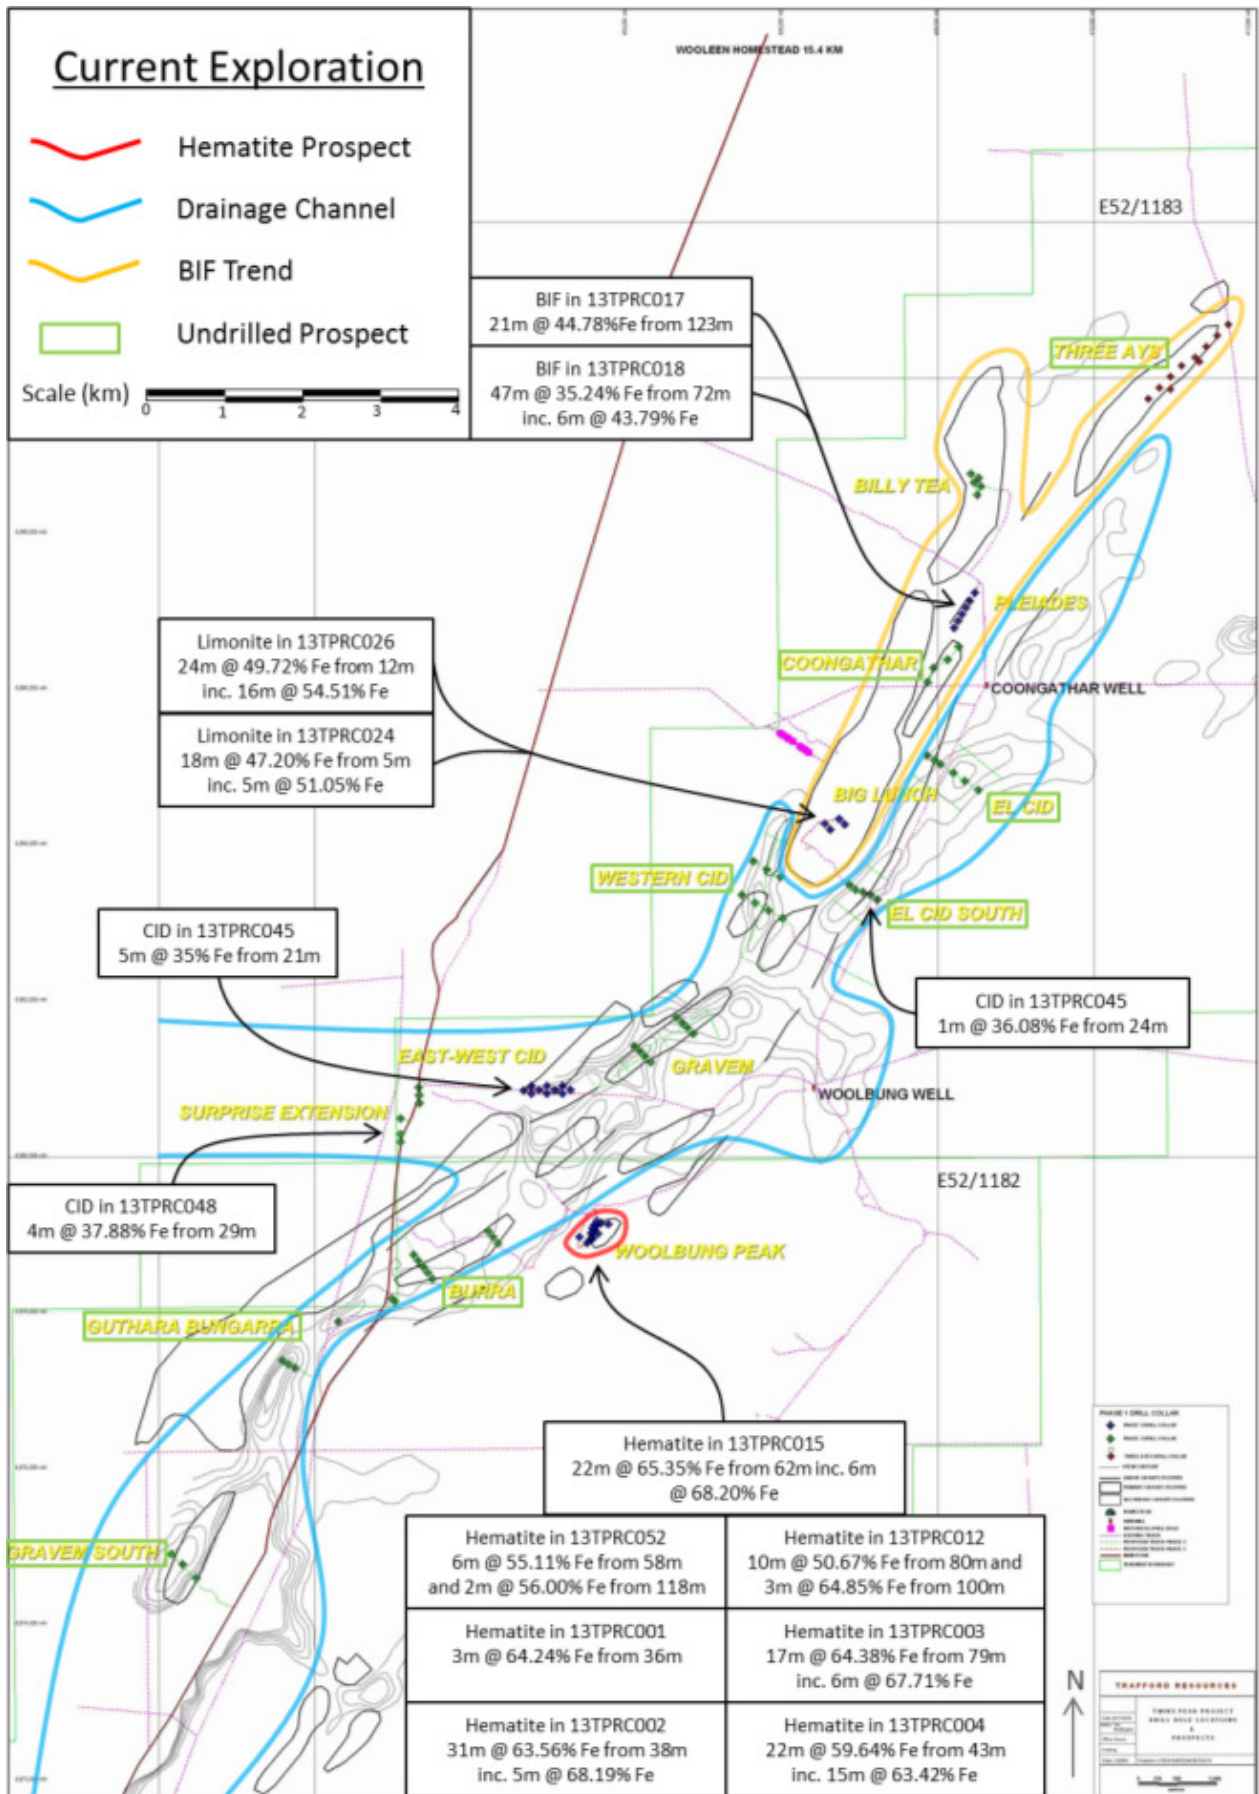 Current Exploration
Hematite Prospect
Drainage Channel
BIF Trend
Undrilled Prospect
Scale (km)
0 1 2 3 4
WOOLEEN HOMESTEAD 15.4 KM
E52/1183
BIF in 13TPRC017
21m @ 44.78%Fe from 123m
BIF in 13TPRC018
47m @ 35.24% Fe from 72m
inc. 6m @ 43.79% Fe
THREE AYS
BILLY TEA
PLEIADES
COONGATHAR
COONGATHAR WELL
Limonite in 13TPRC026
24m @ 49.72% Fe from 12m
inc. 16m @ 54.51% Fe
Limonite in 13TPRC024
18m @ 47.20% Fe from 5m
inc. 5m @ 51.05% Fe
BIG LUNCH
EL CID
WESTERN CID
EL CID SOUTH
CID in 13TPRC045
5m @ 35% Fe from 21m
CID in 13TPRC045
1m @ 36.08% Fe from 24m
EAST-WEST CID
GRAVEM
WOOLBUNG WELL
SURPRISE EXTENSION
E52/1182
CID in 13TPRC048
4m @ 37.88% Fe from 29m
WOOLBUNG PEAK
BURRA
GUTHARA BUNGARRA
Hematite in 13TPRC015
22m @ 65.35% Fe from 62m inc. 6m
@ 68.20% Fe
GRAVEM SOUTH
Hematite in 13TPRC052
6m @ 55.11% Fe from 58m
and 2m @ 56.00% Fe from 118m
Hematite in 13TPRC012
10m @ 50.67% Fe from 80m and
3m @ 64.85% Fe from 100m
Hematite in 13TPRC001
3m @ 64.24% Fe from 36m
Hematite in 13TPRC003
17m @ 64.38% Fe from 79m
inc. 6m @ 67.71% Fe
Hematite in 13TPRC002
31m @ 63.56% Fe from 38m
inc. 5m @ 68.19% Fe
Hematite in 13TPRC004
22m @ 59.64% Fe from 43m
inc. 15m @ 63.42% Fe
N
PHASE 1 DRILL COLLAR
TRAFFORD RESOURCES
TWINS PEAK PROJECT
DRILL HOLE LOCATIONS
&
PROSPECTS